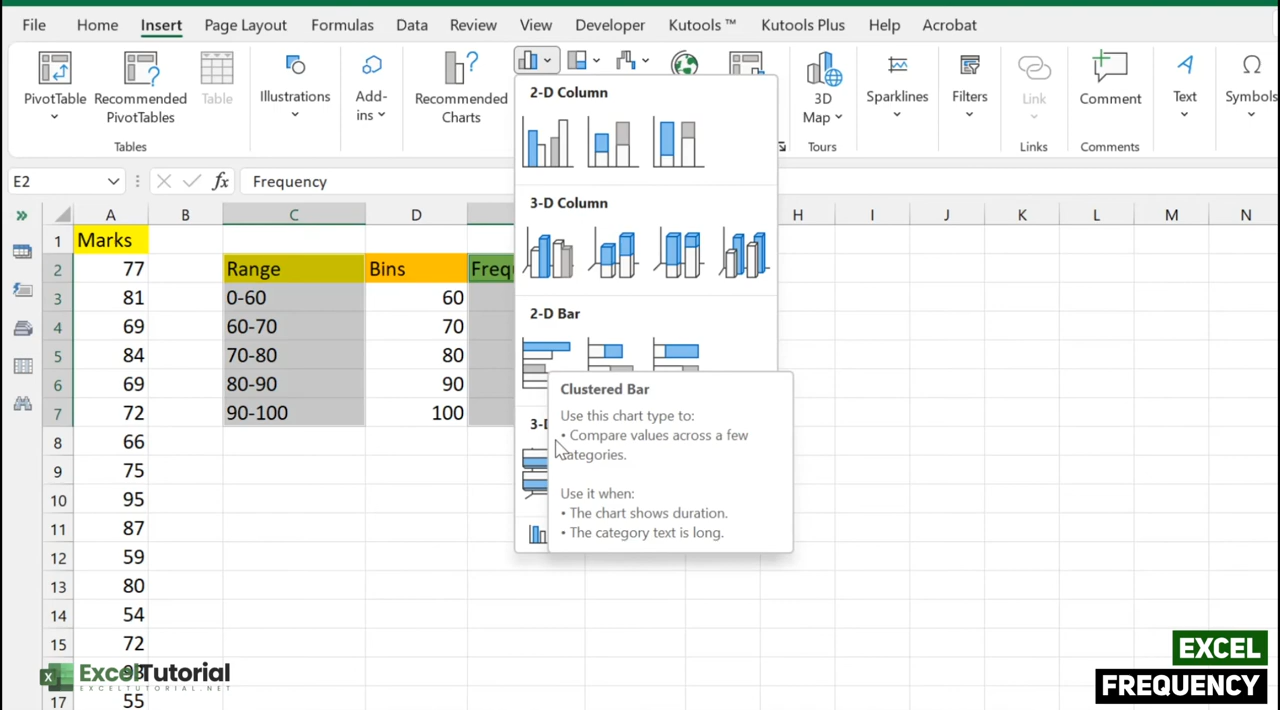 File Home Insert Page Layout Formulas Data Review View Developer Kutools ™ Kutools Plus Help Acrobat
PivotTable Recommended PivotTables Table Illustrations Add-ins Recommended Charts 3D Map Sparklines Filters Link Comment Text Symbols
Tables Tours Links Comments
2-D Column
3-D Column
2-D Bar
3-D
Clustered Bar
Use this chart type to:
• Compare values across a few
categories.
Use it when:
• The chart shows duration.
• The category text is long.
E2 fx Frequency
A B C D H I J K L M N
1 Marks
2 77 Range Bins Frequ
3 81 0-60 60
4 69 60-70 70
5 84 70-80 80
6 69 80-90 90
7 72 90-100 100
8 66
9 75
10 95
11 87
12 59
13 80
14 54
15 72
17 55
X ExcelTutorial
EXCELTUTORIAL.NET
EXCEL
FREQUENCY